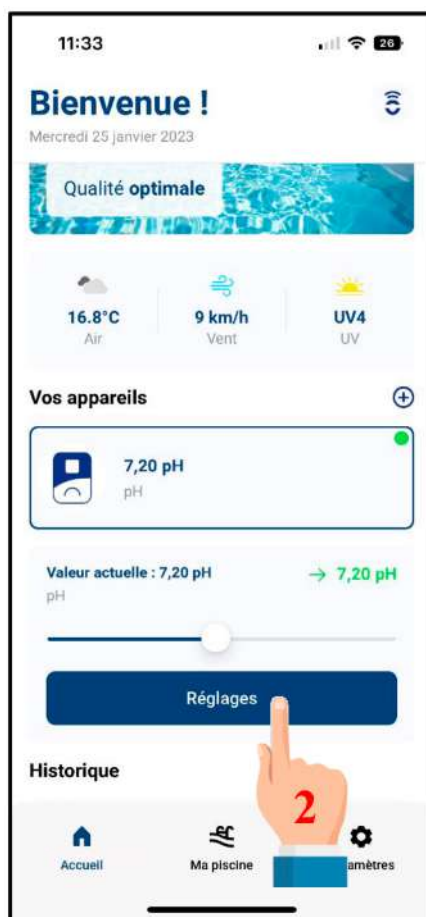 11:33
26
Bienvenue !
Mercredi 25 janvier 2023
Qualité optimale
16.8°C 9 km/h UV4
Air Vent UV
Vos appareils
7,20 pH
pH
Valeur actuelle : 7,20 pH → 7,20 pH
pH
Réglages
Historique
2
Accueil Ma piscine amètres